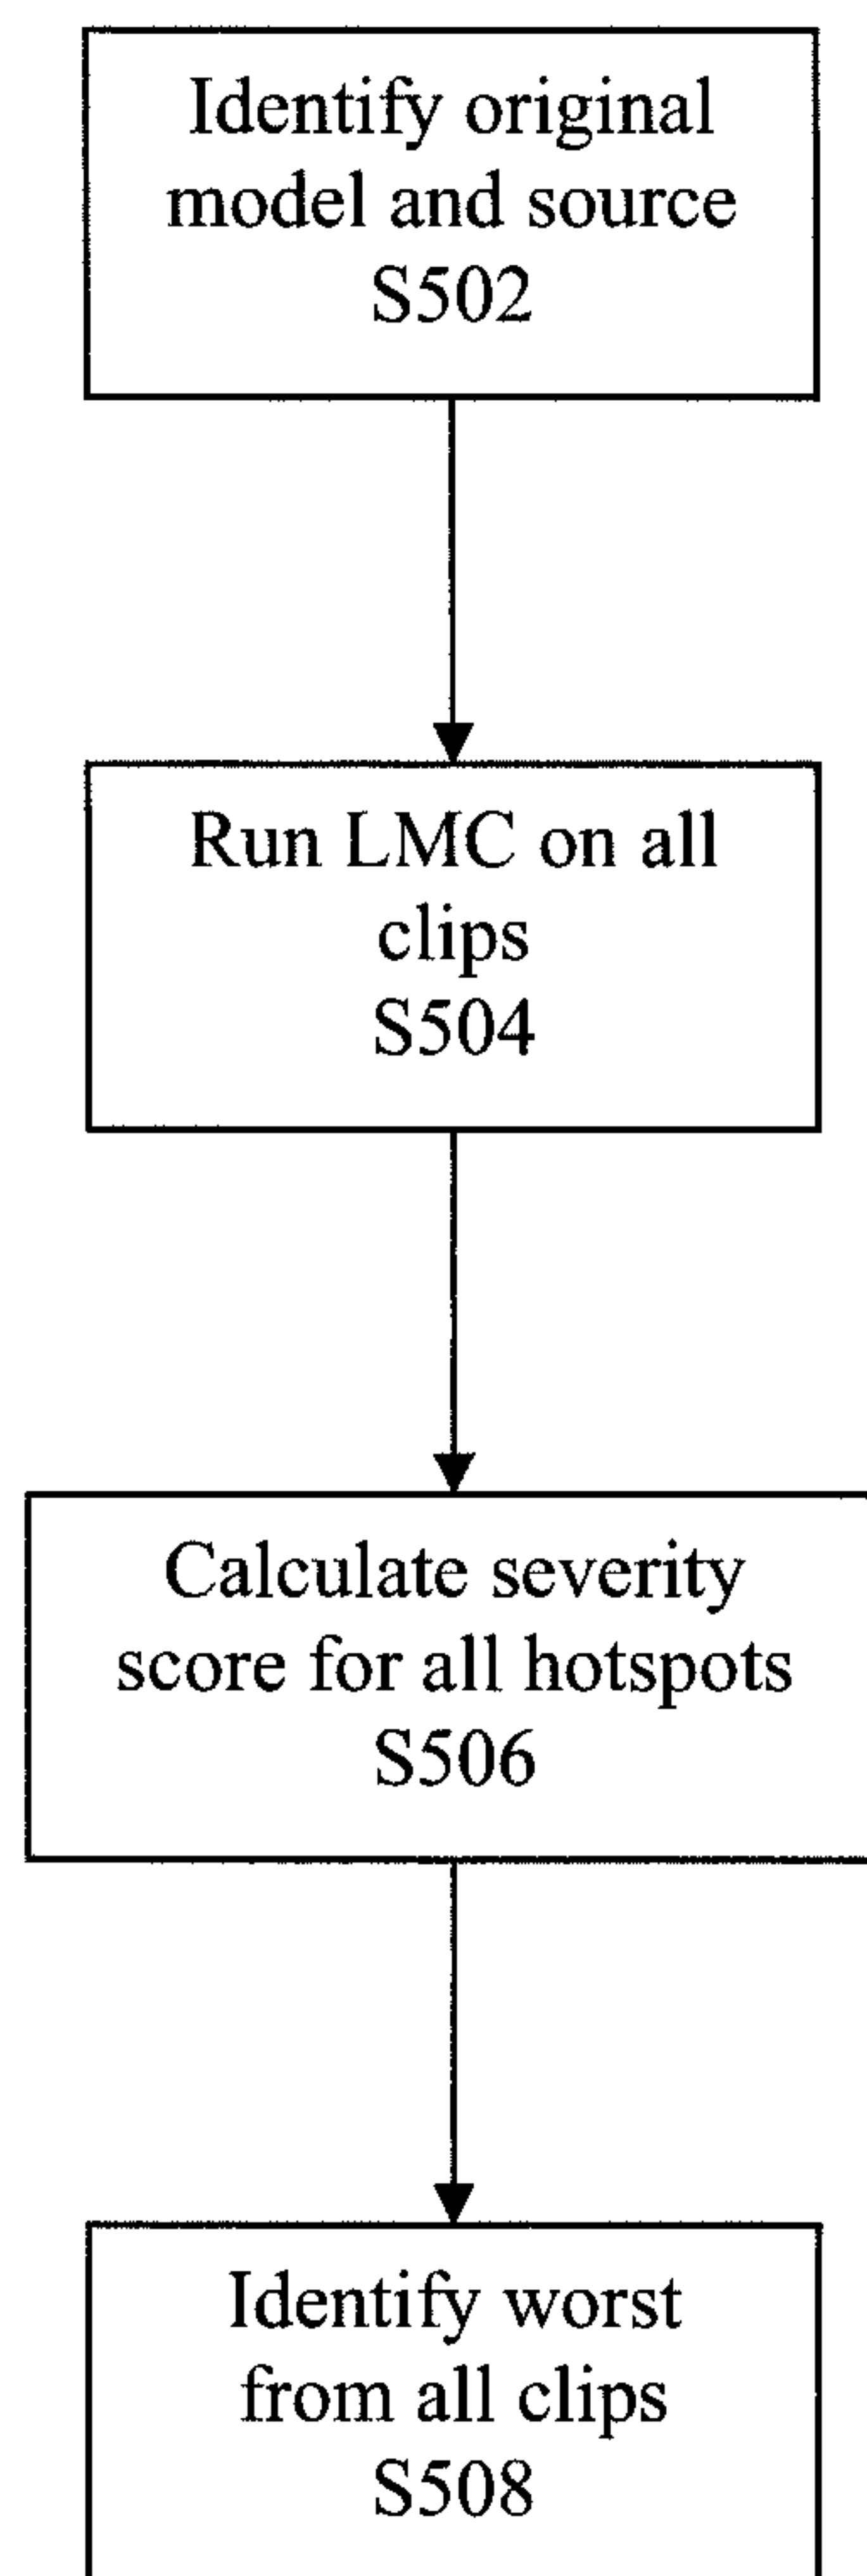 Identify original
model and source
S502
Run LMC on all
clips
S504
Calculate severity
score for all hotspots
S506
Identify worst
from all clips
S508